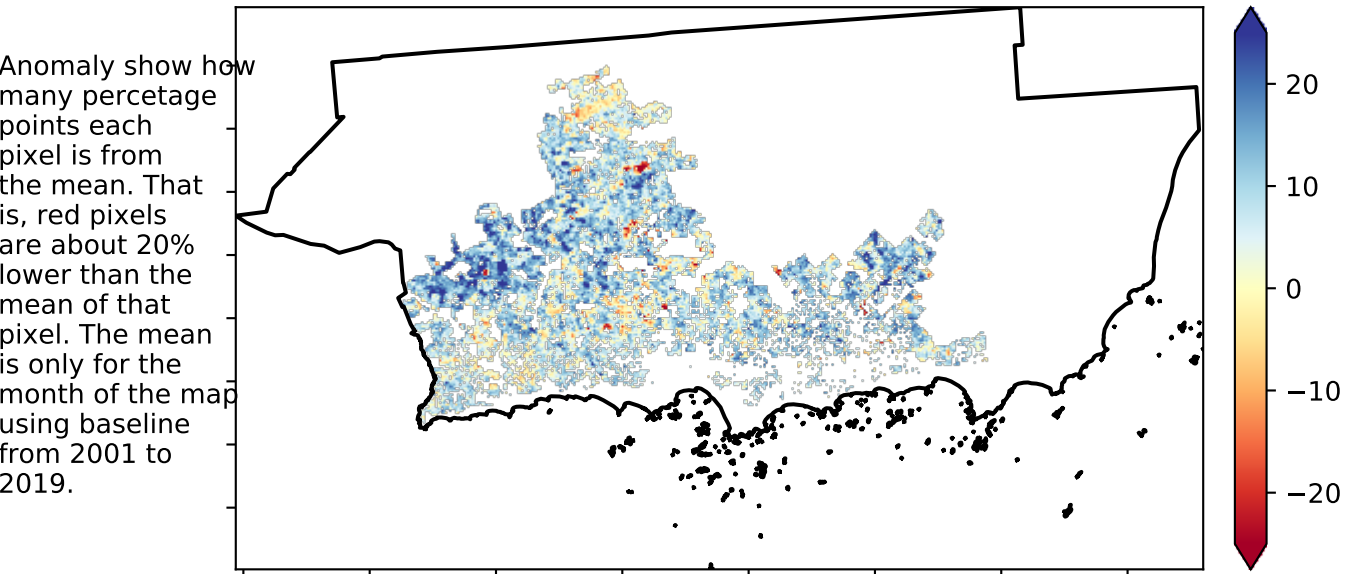 Anomaly show how
many percetage
points each
pixel is from
the mean. That
is, red pixels
are about 20%
lower than the
mean of that
pixel. The mean
is only for the
month of the map
using baseline
from 2001 to
2019.
20
10
0
−10
−20